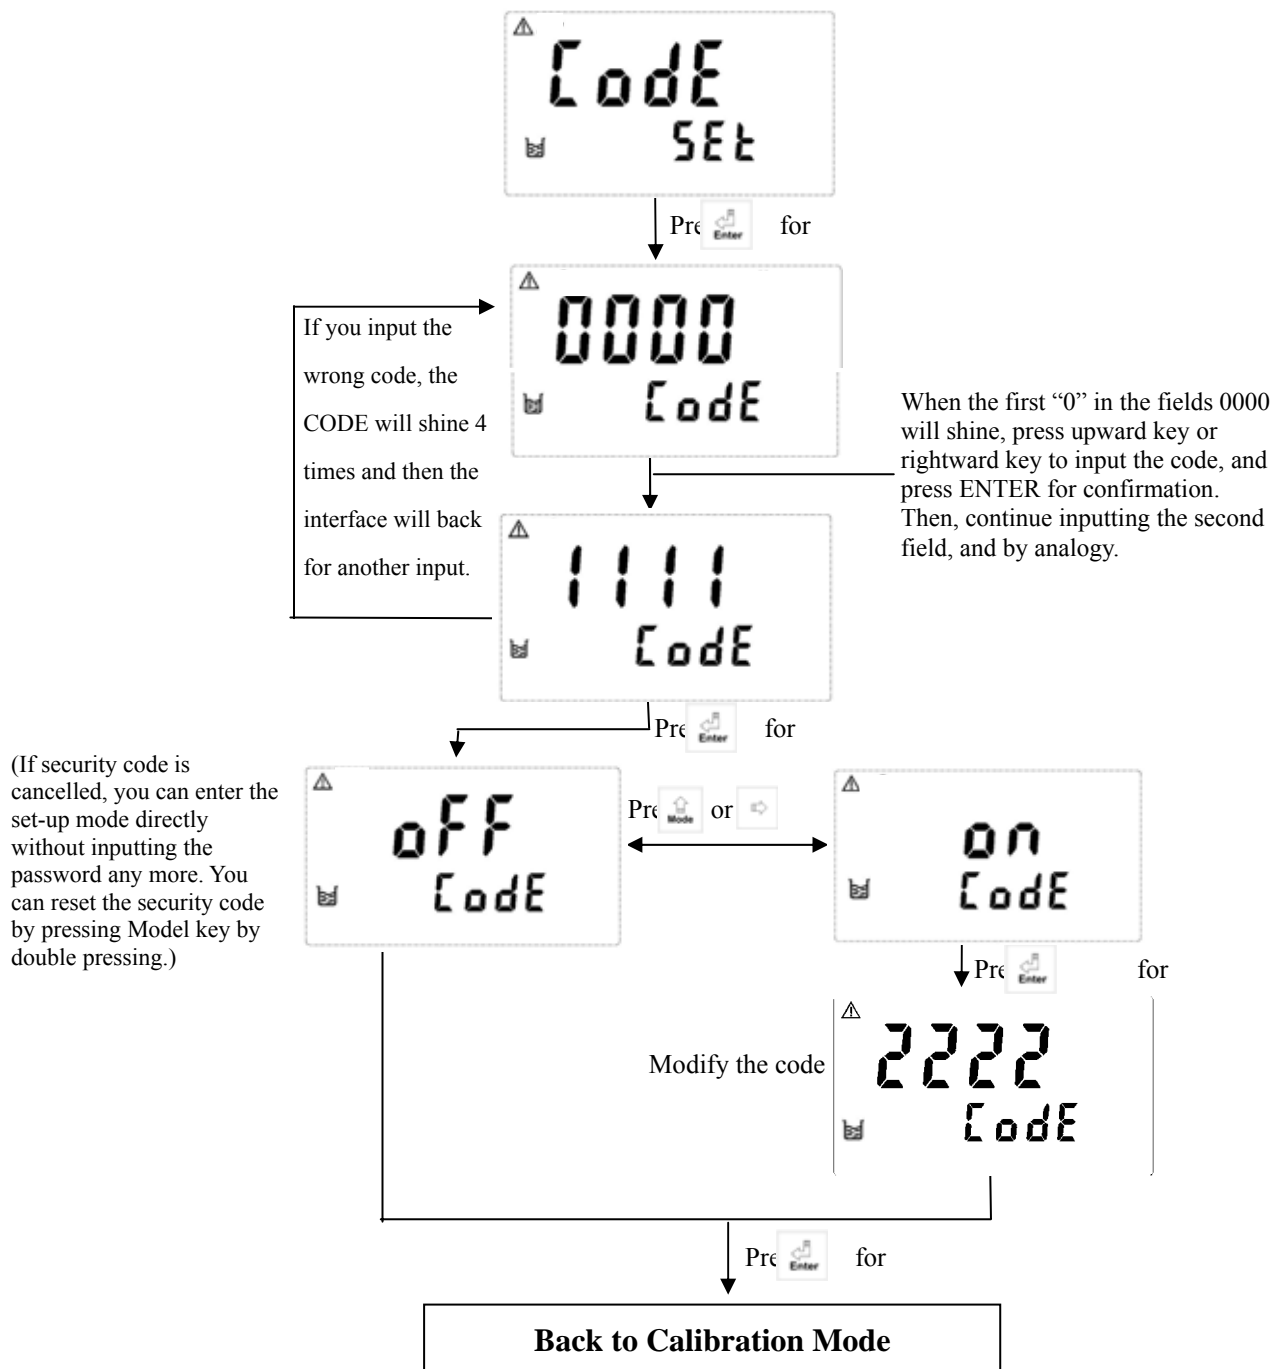 CodE
SEt
Pre Enter for
0000
CodE
If you input the
wrong code, the
CODE will shine 4
times and then the
interface will back
for another input.
When the first “0” in the fields 0000
will shine, press upward key or
rightward key to input the code, and
press ENTER for confirmation.
Then, continue inputting the second
field, and by analogy.
1111
CodE
Pre Enter for
(If security code is
cancelled, you can enter the
set-up mode directly
without inputting the
password any more. You
can reset the security code
by pressing Model key by
double pressing.)
oFF
CodE
Pre Mode or
on
CodE
Pre Enter for
Modify the code
2222
CodE
Pre Enter for
Back to Calibration Mode